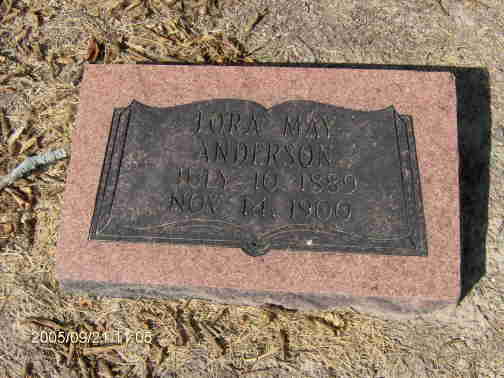 LORA MAY
ANDERSON
JULY 10, 1889
NOV. 14, 1900
2005/09/21 11:05